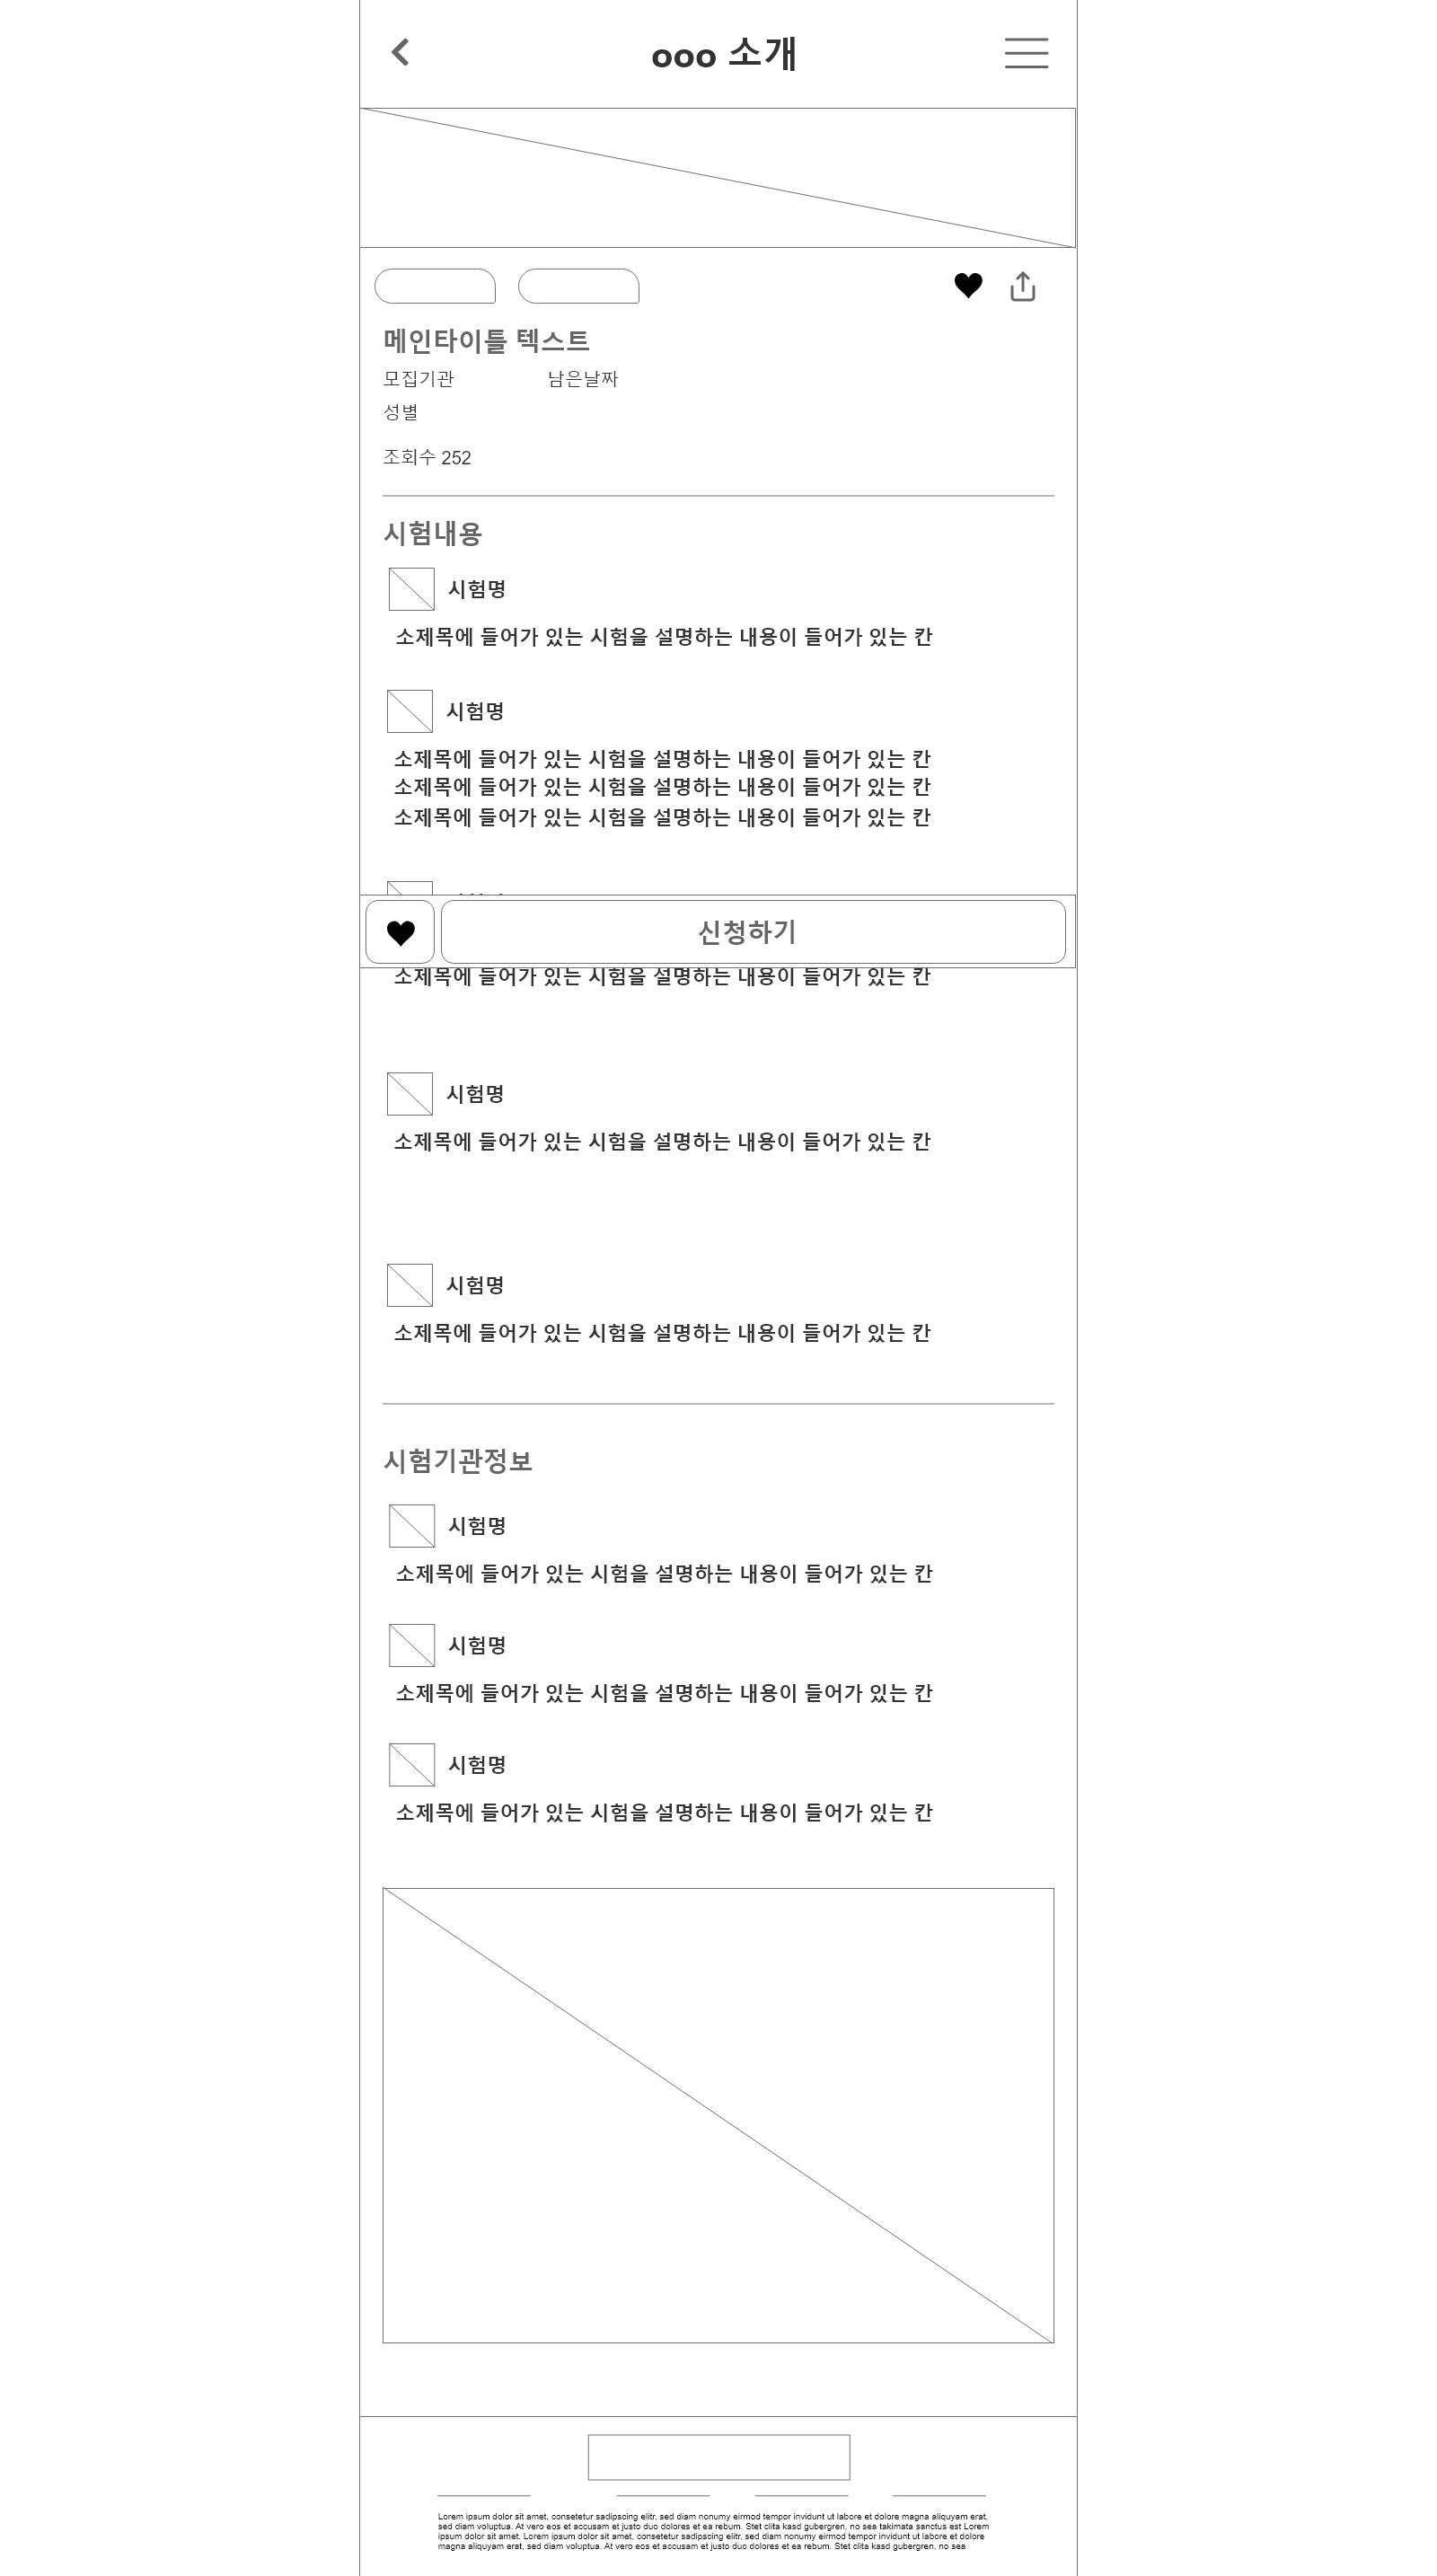 ooo 소개
메인타이틀 텍스트
모집기관 남은날짜
성별
조회수 252
시험내용
시험명
소제목에 들어가 있는 시험을 설명하는 내용이 들어가 있는 칸
시험명
소제목에 들어가 있는 시험을 설명하는 내용이 들어가 있는 칸
소제목에 들어가 있는 시험을 설명하는 내용이 들어가 있는 칸
소제목에 들어가 있는 시험을 설명하는 내용이 들어가 있는 칸
신청하기
소제목에 들어가 있는 시험을 설명하는 내용이 들어가 있는 칸
시험명
소제목에 들어가 있는 시험을 설명하는 내용이 들어가 있는 칸
시험명
소제목에 들어가 있는 시험을 설명하는 내용이 들어가 있는 칸
시험기관정보
시험명
소제목에 들어가 있는 시험을 설명하는 내용이 들어가 있는 칸
시험명
소제목에 들어가 있는 시험을 설명하는 내용이 들어가 있는 칸
시험명
소제목에 들어가 있는 시험을 설명하는 내용이 들어가 있는 칸
Lorem ipsum dolor sit amet, consetetur sadipscing elitr, sed diam nonumy eirmod tempor invidunt ut labore et dolore magna aliquyam erat,
sed diam voluptua. At vero eos et accusam et justo duo dolores et ea rebum. Stet clita kasd gubergren, no sea takimata sanctus est Lorem
ipsum dolor sit amet. Lorem ipsum dolor sit amet, consetetur sadipscing elitr, sed diam nonumy eirmod tempor invidunt ut labore et dolore
magna aliquyam erat, sed diam voluptua. At vero eos et accusam et justo duo dolores et ea rebum. Stet clita kasd gubergren, no sea